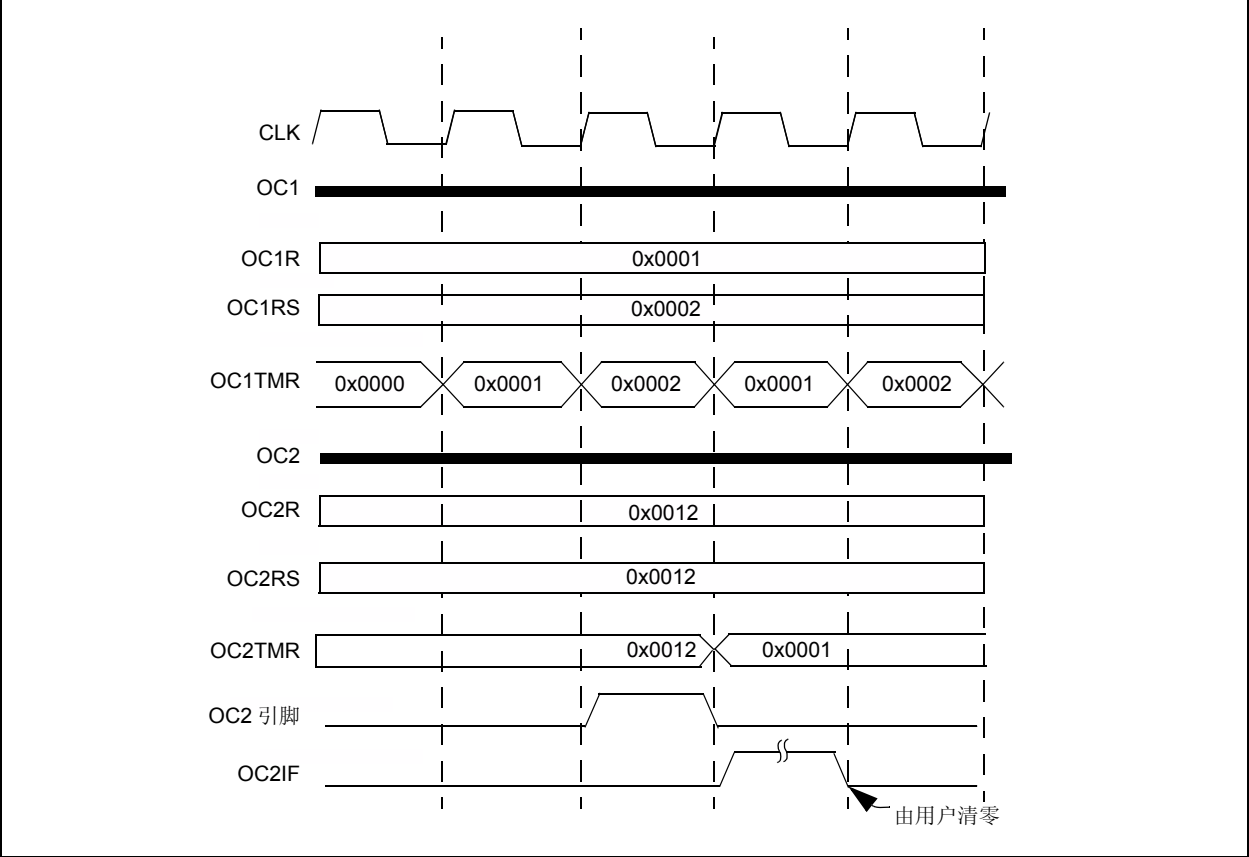 CLK
OC1
OC1R 0x0001
OC1RS 0x0002
OC1TMR 0x0000 0x0001 0x0002 0x0001 0x0002
OC2
OC2R 0x0012
OC2RS 0x0012
OC2TMR 0x0012 0x0001
OC2 引脚
OC2IF
由用户清零